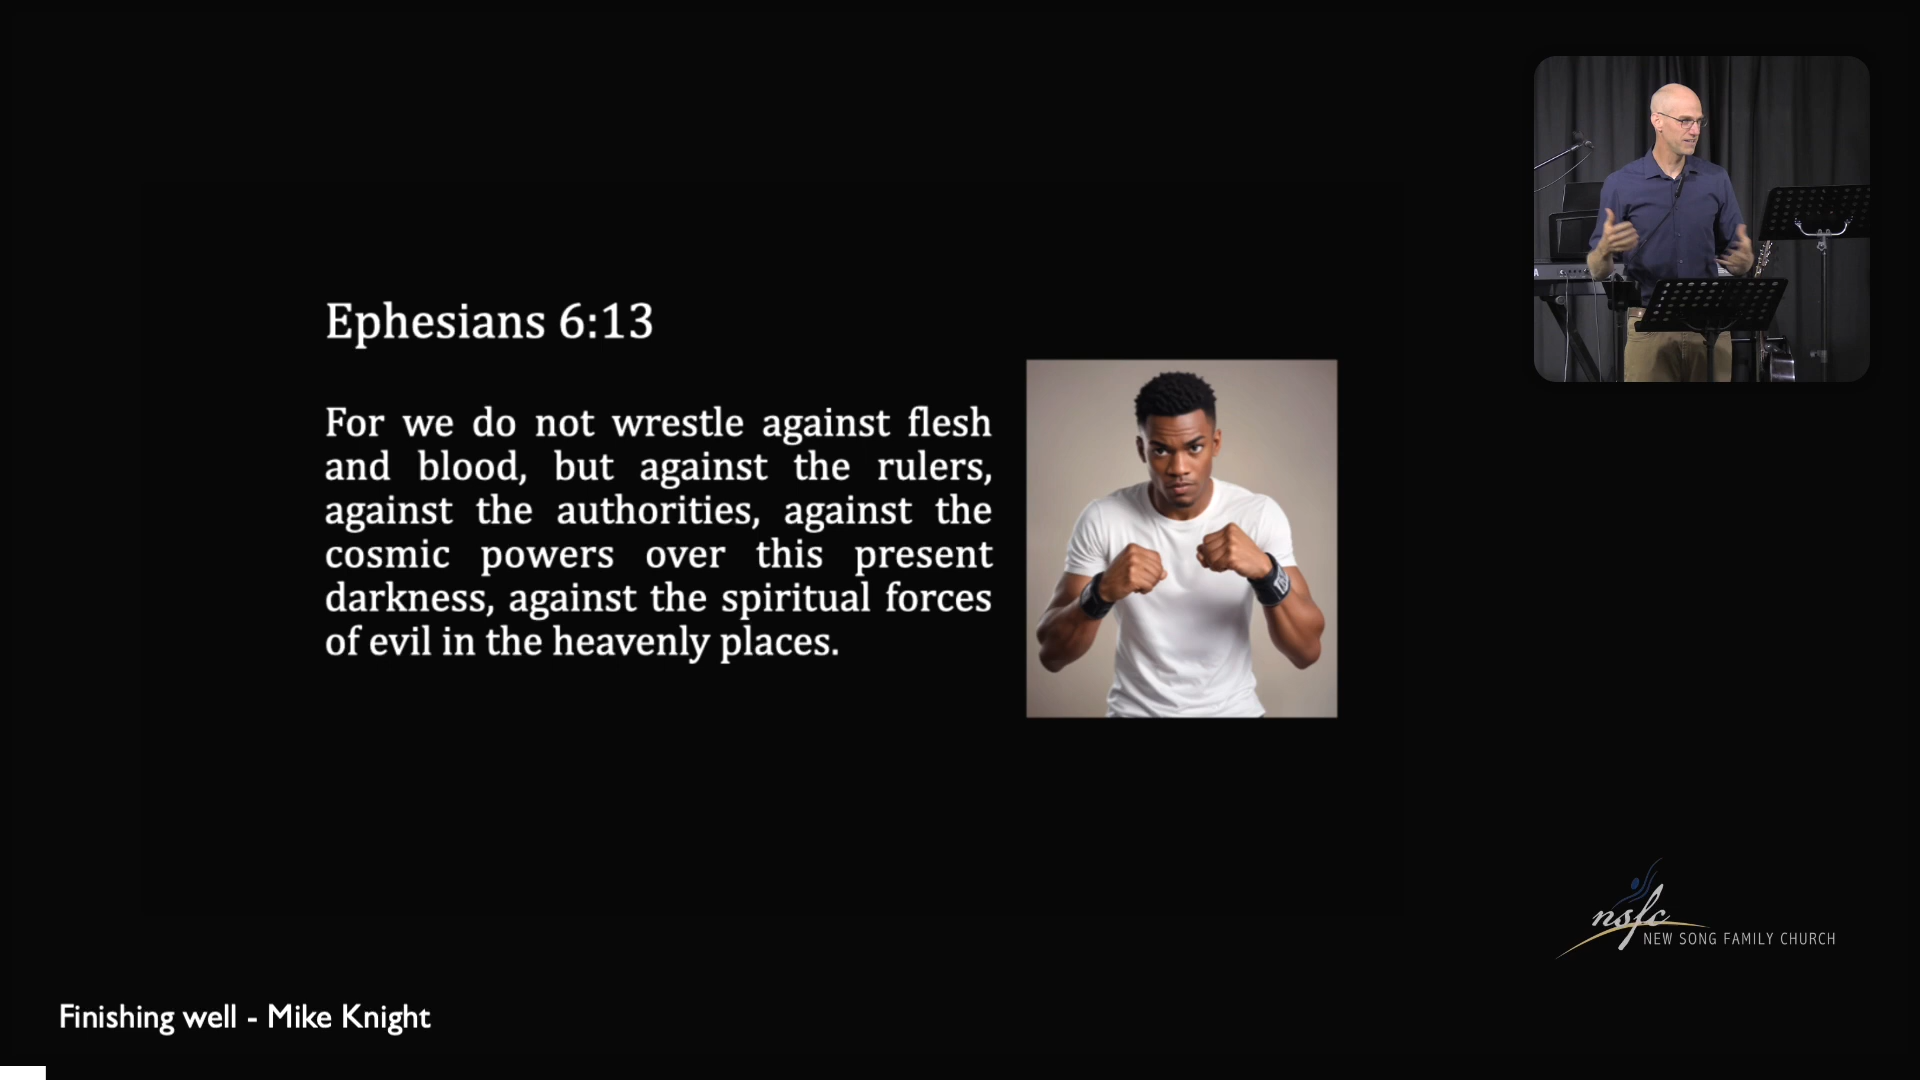 Ephesians 6:13
For we do not wrestle against flesh
and blood, but against the rulers,
against the authorities, against the
cosmic powers over this present
darkness, against the spiritual forces
of evil in the heavenly places.
nsfc
NEW SONG FAMILY CHURCH
Finishing well - Mike Knight